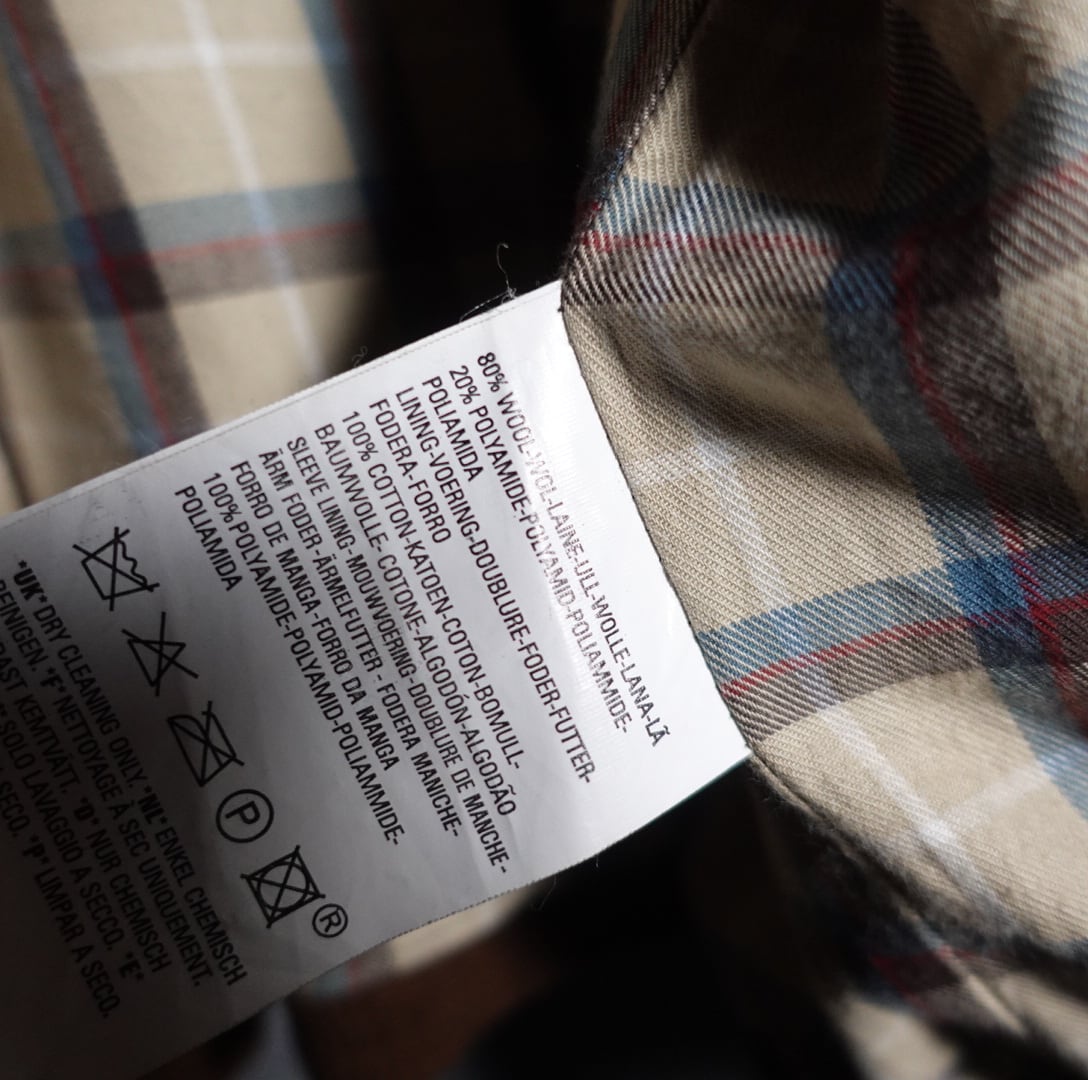 80% WOOL-WOL-LAINE-ULL-WOLLE-LANA-LÃ
20% POLYAMIDE-POLYAMID-POLIAMMIDE-
POLIAMIDA
LINING-VOERING-DOUBLURE-FODER-FUTTER-
FODERA-FORRO
100% COTTON-KATOEN-COTON-BOMULL-
BAUMWOLLE-COTONE-ALGODÓN-ALGODÃO
SLEEVE LINING-MOUWVOERING-DOUBLURE DE MANCHE-
ÄRM FODER-ÄRMELFUTTER - FODERA MANICHE-
FORRO DE MANGA-FORRO DA MANGA
100% POLYAMIDE-POLYAMID-POLIAMMIDE-
POLIAMIDA
P
R
*UK* DRY CLEANING ONLY. *NL* ENKEL CHEMISCH
REINIGEN. *F* NETTOYAGE À SEC UNIQUEMENT.
KEMTVATT. *D* NUR CHEMISCH
SOLO LAVAGGIO A SECCO. *E*
SECO. *P* LIMPAR A SECO.